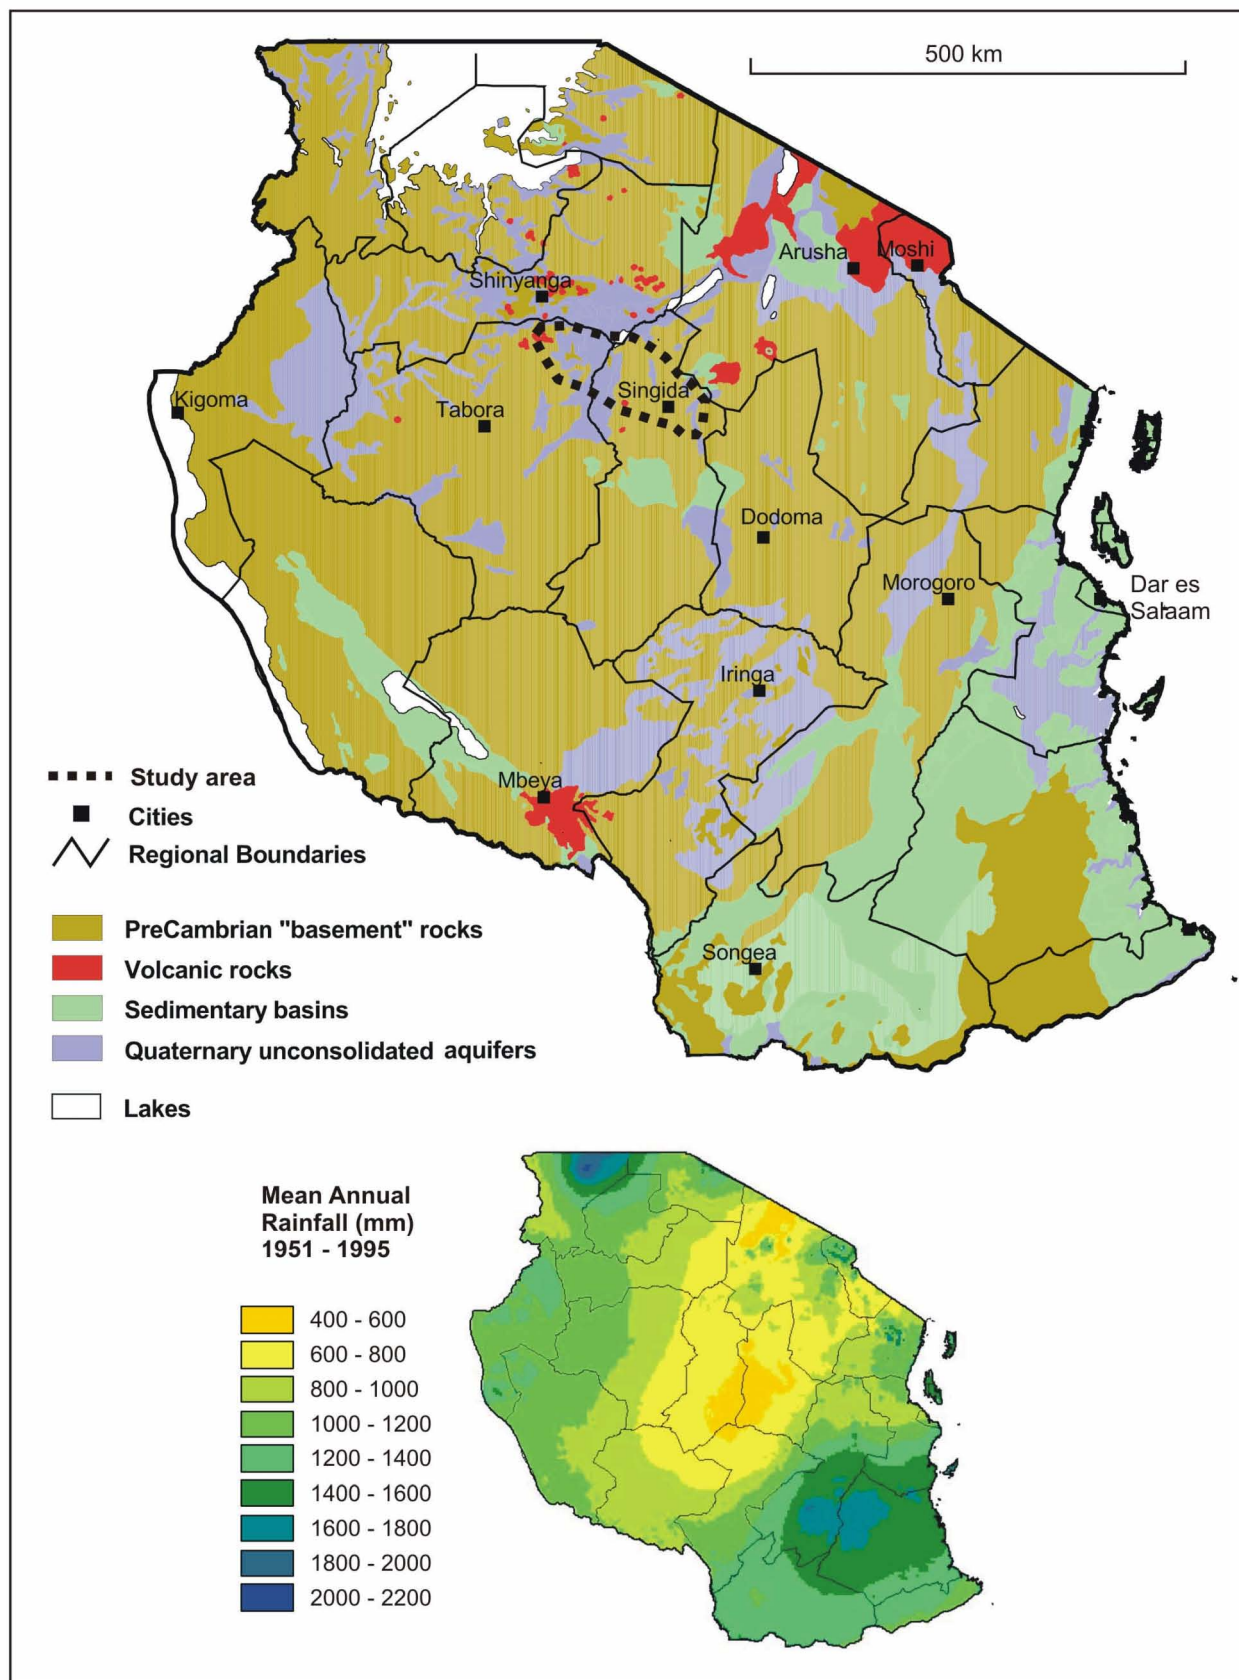 500 km
Arusha
Moshi
Shinyanga
Kigoma
Singida
Tabora
Dodoma
Morogoro
Dar es
Salaam
Iringa
Mbeya
Songea
Study area
Cities
Regional Boundaries
PreCambrian "basement" rocks
Volcanic rocks
Sedimentary basins
Quaternary unconsolidated aquifers
Lakes
Mean Annual
Rainfall (mm)
1951 - 1995
400 - 600
600 - 800
800 - 1000
1000 - 1200
1200 - 1400
1400 - 1600
1600 - 1800
1800 - 2000
2000 - 2200